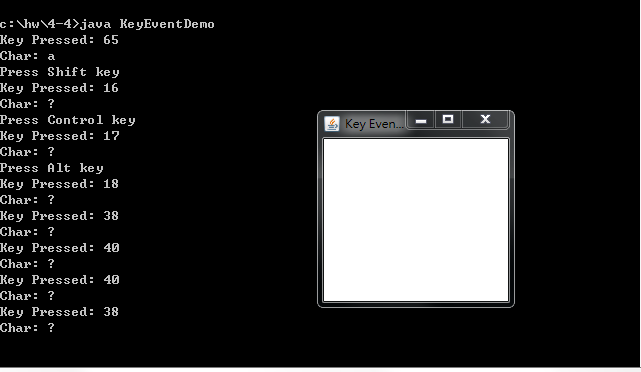 c:\hw\4-4>java KeyEventDemo
Key Pressed: 65
Char: a
Press Shift key
Key Pressed: 16
Char: ?
Press Control key
Key Pressed: 17
Char: ?
Press Alt key
Key Pressed: 18
Char: ?
Key Pressed: 38
Char: ?
Key Pressed: 40
Char: ?
Key Pressed: 40
Char: ?
Key Pressed: 38
Char: ?
Key Even...